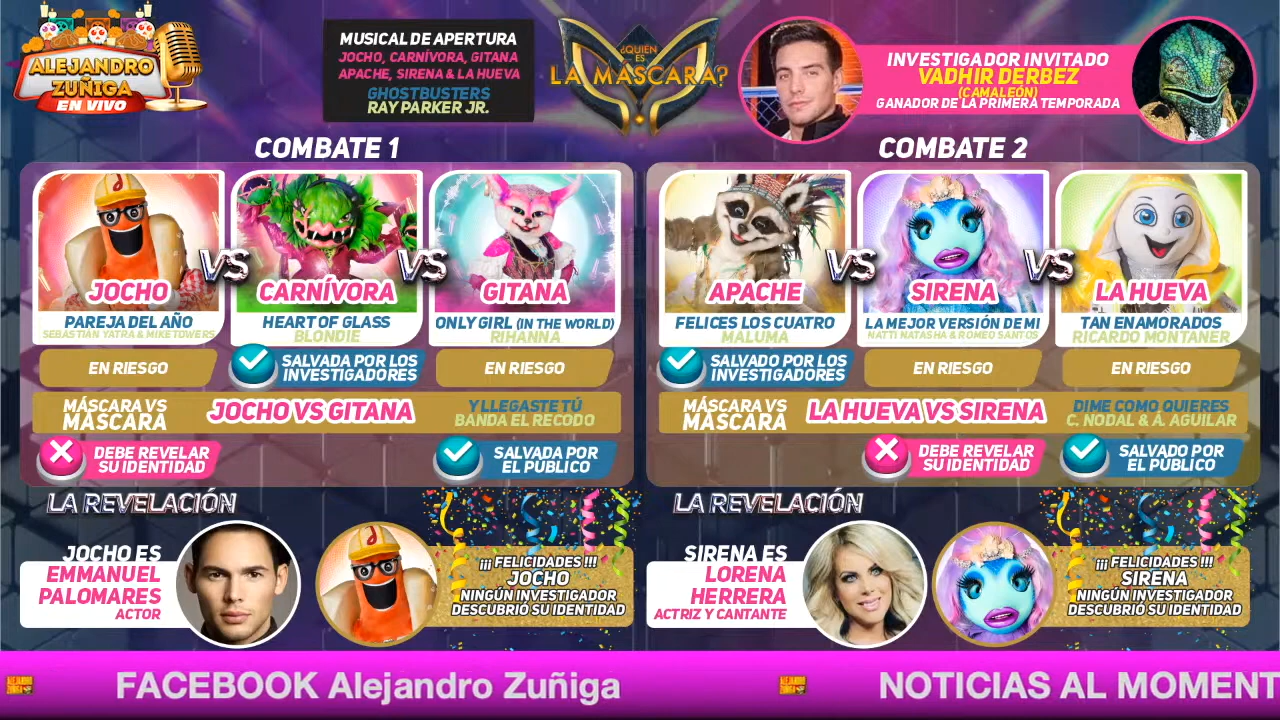 ALEJANDRO
ZUÑIGA
EN VIVO
MUSICAL DE APERTURA
JOCHO, CARNÍVORA, GITANA
APACHE, SIRENA & LA HUEVA
GHOSTBUSTERS
RAY PARKER JR.
¿QUIÉN
ES
LA MÁSCARA?
INVESTIGADOR INVITADO
VADHIR DERBEZ
(CAMALEÓN)
GANADOR DE LA PRIMERA TEMPORADA
COMBATE 1
JOCHO
VS
CARNÍVORA
VS
GITANA
PAREJA DEL AÑO
SEBASTIÁN YATRA & MIKE TOWERS
HEART OF GLASS
BLONDIE
ONLY GIRL (IN THE WORLD)
RIHANNA
EN RIESGO
SALVADA POR LOS
INVESTIGADORES
EN RIESGO
MÁSCARA VS
MÁSCARA
JOCHO VS GITANA
Y LLEGASTE TÚ
BANDA EL RECODO
DEBE REVELAR
SU IDENTIDAD
SALVADA POR
EL PÚBLICO
COMBATE 2
APACHE
VS
SIRENA
VS
LA HUEVA
FELICES LOS CUATRO
MALUMA
LA MEJOR VERSIÓN DE MI
NATTI NATASHA & ROMEO SANTOS
TAN ENAMORADOS
RICARDO MONTANER
SALVADO POR LOS
INVESTIGADORES
EN RIESGO
EN RIESGO
MÁSCARA VS
MÁSCARA
LA HUEVA VS SIRENA
DIME COMO QUIERES
C. NODAL & Á. AGUILAR
DEBE REVELAR
SU IDENTIDAD
SALVADO POR
EL PÚBLICO
LA REVELACIÓN
JOCHO ES
EMMANUEL
PALOMARES
ACTOR
¡¡¡ FELICIDADES !!!
JOCHO
NINGÚN INVESTIGADOR
DESCUBRIÓ SU IDENTIDAD
LA REVELACIÓN
SIRENA ES
LORENA
HERRERA
ACTRIZ Y CANTANTE
¡¡¡ FELICIDADES !!!
SIRENA
NINGÚN INVESTIGADOR
DESCUBRIÓ SU IDENTIDAD
FACEBOOK Alejandro Zuñiga
NOTICIAS AL MOMENT